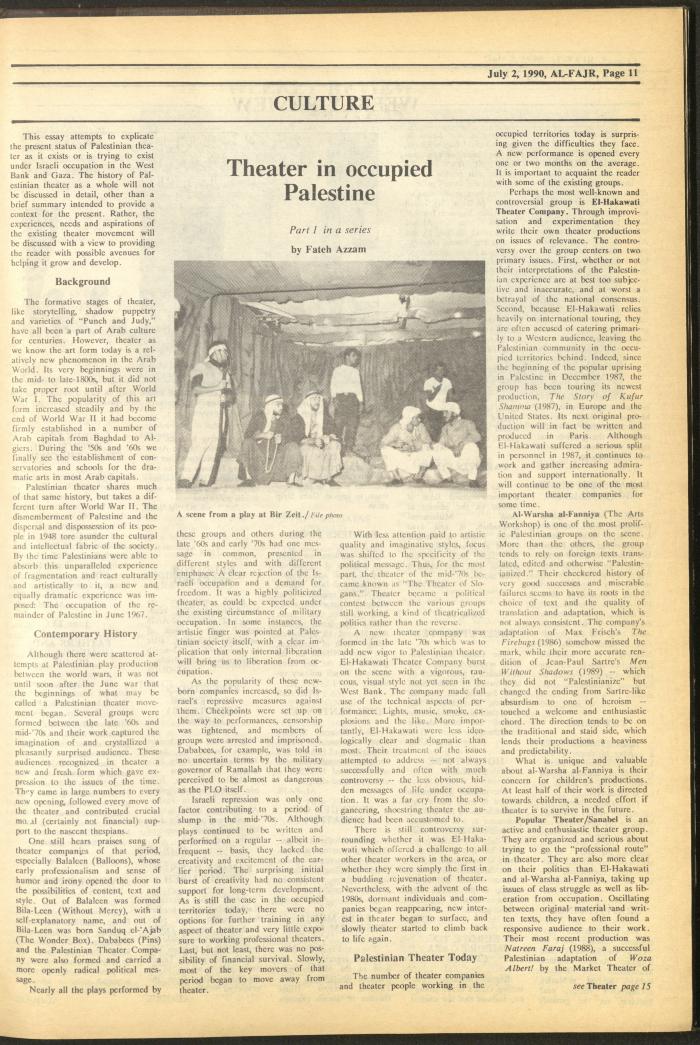 July 2, 1990, AL-FAJR, Page 11
CULTURE
Theater in occupied
Palestine
Part 1 in a series
by Fateh Azzam
This essay attempts to explicate
the present status of Palestinian thea-
ter as it exists or is trying to exist
under Israeli occupation in the West
Bank and Gaza. The history of Pal-
estinian theater as a whole will not
be discussed in detail, other than a
brief summary intended to provide a
context for the present. Rather, the
experiences, needs and aspirations of
the existing theater movement will
be discussed with a view to providing
the reader with possible avenues for
helping it grow and develop.
Background
The formative stages of theater,
like storytelling, shadow puppetry
and varieties of "Punch and Judy,"
have all been a part of Arab culture
for centuries. However, theater as
we know the art form today is a rel-
atively new phenomenon in the Arab
World. Its very beginnings were in
the mid- to late-1800s, but it did not
take proper root until after World
War I. The popularity of this art
form increased steadily and by the
end of World War II it had become
firmly established in a number of
Arab capitals from Baghdad to Al-
giers. During the '50s and '60s we
finally see the establishment of con-
servatories and schools for the dra-
matic arts in most Arab capitals.
Palestinian theater shares much
of that same history, but takes a dif-
ferent turn after World War II. The
dismemberment of Palestine and the
dispersal and dispossession of its peo-
ple in 1948 tore asunder the cultural
and intellectual fabric of the society.
By the time Palestinians were able to
absorb this unparalleled experience
of fragmentation and react culturally
and artistically to it, a new and
equally dramatic experience was im-
posed: The occupation of the re-
mainder of Palestine in June 1967.
Contemporary History
Although there were scattered at-
tempts at Palestinian play production
between the world wars, it was not
until soon after the June war that
the beginnings of what may be
called a Palestinian theater move-
ment began. Several groups were
formed between the late '60s and
mid-'70s and their work captured the
imagination of and crystallized a
pleasantly surprised audience. These
audiences recognized in theater a
new and fresh form which gave ex-
pression to the issues of the time.
They came in large numbers to every
new opening, followed every move of
the theater and contributed crucial
moral (certainly not financial) sup-
port to the nascent thespians.
One still hears praises sung of
theater companies of that period,
especially Balaleen (Balloons), whose
early professionalism and sense of
humor and irony opened the door to
the possibilities of content, text and
style. Out of Balaleen was formed
Bila-Leen (Without Mercy), with a
self-explanatory name, and out of
Bila-Leen was born Sanduq el-'Ajab
(The Wonder Box). Dababees (Pins)
and the Palestinian Theater Compa-
ny were also formed and carried a
more openly radical political mes-
sage.
Nearly all the plays performed by
A scene from a play at Bir Zeit./ File photo
these groups and others during the
late '60s and early '70s had one mes-
sage in common, presented in
different styles and with different
emphases: A clear rejection of the Is-
raeli occupation and a demand for
freedom. It was a highly politicized
theater, as could be expected under
the existing circumstance of military
occupation. In some instances, the
artistic finger was pointed at Pales-
tinian society itself, with a clear im-
plication that only internal liberation
will bring us to liberation from oc-
cupation.
As the popularity of these new-
born companies increased, so did Is-
rael's repressive measures against
them. Checkpoints were set up on
the way to performances, censorship
was tightened, and members of
groups were arrested and imprisoned.
Dababees, for example, was told in
no uncertain terms by the military
governor of Ramallah that they were
perceived to be almost as dangerous
as the PLO itself.
Israeli repression was only one
factor contributing to a period of
slump in the mid-'70s. Although
plays continued to be written and
performed on a regular -- albeit in-
frequent -- basis, they lacked the
creativity and excitement of the ear-
lier period. The surprising initial
burst of creativity had no consistent
support for long-term development.
As is still the case in the occupied
territories today, there were no
options for further training in any
aspect of theater and very little expo-
sure to working professional theaters.
Last, but not least, there was no pos-
sibility of financial survival. Slowly,
most of the key movers of that
period began to move away from
theater.
With less attention paid to artistic
quality and imaginative styles, focus
was shifted to the specificity of the
political message. Thus, for the most
part, the theater of the mid-'70s be-
came known as "The Theater of Slo-
gans." Theater became a political
contest between the various groups
still working, a kind of theatricalized
politics rather than the reverse.
A new theater company was
formed in the late '70s which was to
add new vigor to Palestinian theater.
El-Hakawati Theater Company burst
on the scene with a vigorous, rau-
cous, visual style not yet seen in the
West Bank. The company made full
use of the technical aspects of per-
formance: Lights, music, smoke, ex-
plosions and the like. More impor-
tantly, El-Hakawati were less ideo-
logically clear and dogmatic than
most. Their treatment of the issues
attempted to address -- not always
successfully and often with much
controversy -- the less obvious, hid-
den messages of life under occupa-
tion. It was a far cry from the slo-
ganeering, shoostring theater the au-
dience had been accustomed to.
There is still controversy sur-
rounding whether it was El-Haka-
wati which offered a challenge to all
other theater workers in the area, or
whether they were simply the first in
a budding rejuvenation of theater.
Nevertheless, with the advent of the
1980s, dormant individuals and com-
panies began reappearing, new inter-
est in theater began to surface, and
slowly theater started to climb back
to life again.
Palestinian Theater Today
The number of theater companies
and theater people working in the
occupied territories today is surpris-
ing given the difficulties they face.
A new performance is opened every
one or two months on the average.
It is important to acquaint the reader
with some of the existing groups.
Perhaps the most well-known and
controversial group is El-Hakawati
Theater Company. Through improvi-
sation and experimentation they
write their own theater productions
on issues of relevance. The contro-
versy over the group centers on two
primary issues. First, whether or not
their interpretations of the Palestin-
ian experience are at best too subjec-
tive and inaccurate, and at worst a
betrayal of the national consensus.
Second, because El-Hakawati relies
heavily on international touring, they
are often accused of catering primari-
ly to a Western audience, leaving the
Palestinian community in the occu-
pied territories behind. Indeed, since
the beginning of the popular uprising
in Palestine in December 1987, the
group has been touring its newest
production, The Story of Kufur
Shamma (1987), in Europe and the
United States. Its next original pro-
duction will in fact be written and
produced in Paris. Although
El-Hakawati suffered a serious split
in personnel in 1987, it continues to
work and gather increasing admira-
tion and support internationally. It
will continue to be one of the most
important theater companies for
some time.
Al-Warsha al-Fanniya (The Arts
Workshop) is one of the most prolif-
ic Palestinian groups on the scene.
More than the others, the group
tends to rely on foreign texts trans-
lated, edited and otherwise "Palestin-
ianized." Their checkered history of
very good successes and miserable
failures seems to have its roots in the
choice of text and the quality of
translation and adaptation, which is
not always consistent. The company's
adaptation of Max Frisch's The
Firebugs (1986) somehow missed the
mark, while their more accurate ren-
dition of Jean-Paul Sartre's Men
Without Shadows (1989) -- which
they did not "Palestinianize" but
changed the ending from Sartre-like
absurdism to one of heroism --
touched a welcome and enthusiastic
chord. The direction tends to be on
the traditional and staid side, which
lends their productions a heaviness
and predictability.
What is unique and valuable
about al-Warsha al-Fanniya is their
concern for children's productions.
At least half of their work is directed
towards children, a needed effort if
theater is to survive in the future.
Popular Theater/Sanabel is an
active and enthusiastic theater group.
They are organized and serious about
trying to go the "professional route"
in theater. They are also more clear
on their politics than El-Hakawati
and al-Warsha al-Fanniya, taking up
issues of class struggle as well as lib-
eration from occupation. Oscillating
between original material and writ-
ten texts, they have often found a
responsive audience to their work.
Their most recent production was
Natreen Faraj (1988), a successful
Palestinian adaptation of Woza
Albert! by the Market Theater of
see Theater page 15